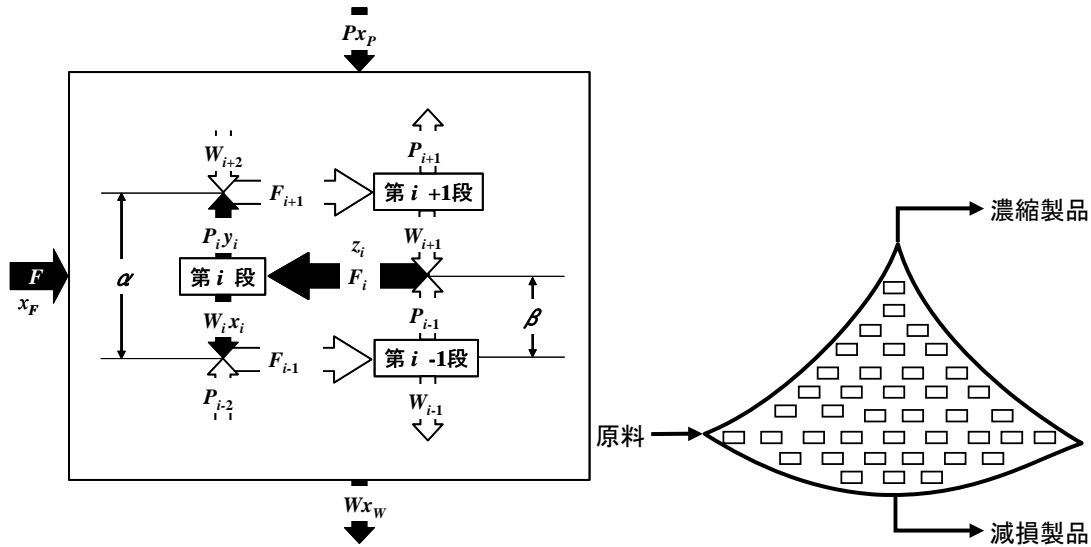 Px_P
W_{i+2}
P_{i+1}
F_{i+1}
第 i +1段
P_i y_i
W_{i+1}
z_i
F
x_F
α
第 i 段
F_i
W_i x_i
P_{i-1}
β
F_{i-1}
第 i -1段
P_{i-2}
W_{i-1}
Wx_W
濃縮製品
原料
減損製品